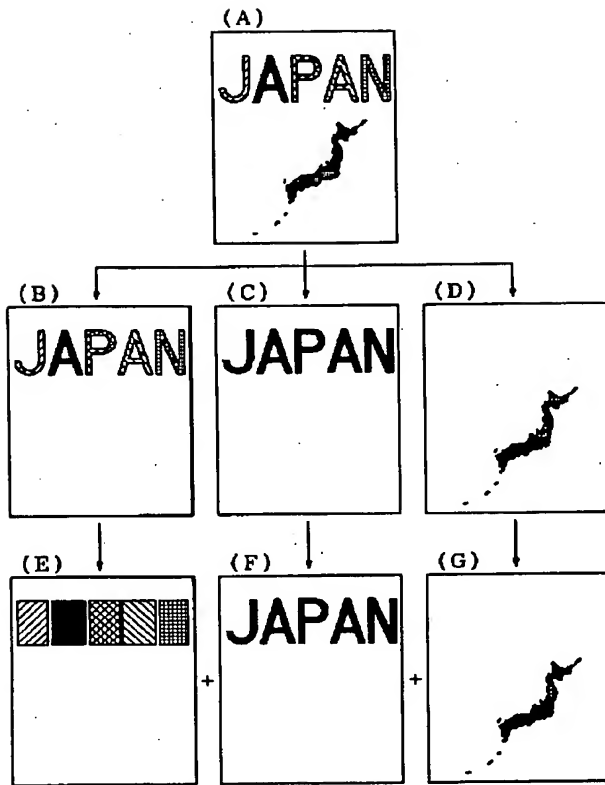 (A)
JAPAN
(B) (C) (D)
JAPAN JAPAN
(E) (F) (G)
JAPAN
+ +